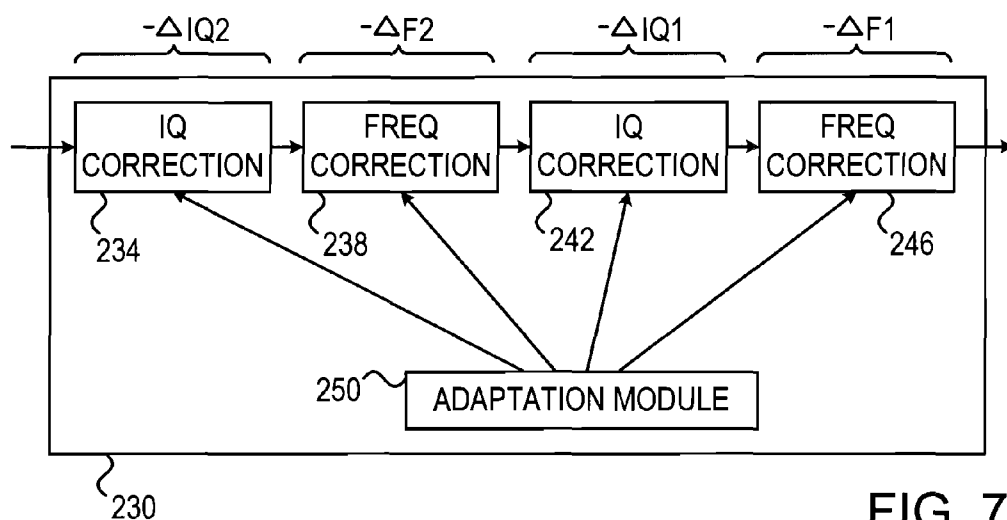 -ΔIQ2 -ΔF2 -ΔIQ1 -ΔF1
IQ CORRECTION
FREQ CORRECTION
IQ CORRECTION
FREQ CORRECTION
234
238
242
246
250
ADAPTATION MODULE
230
FIG. 7